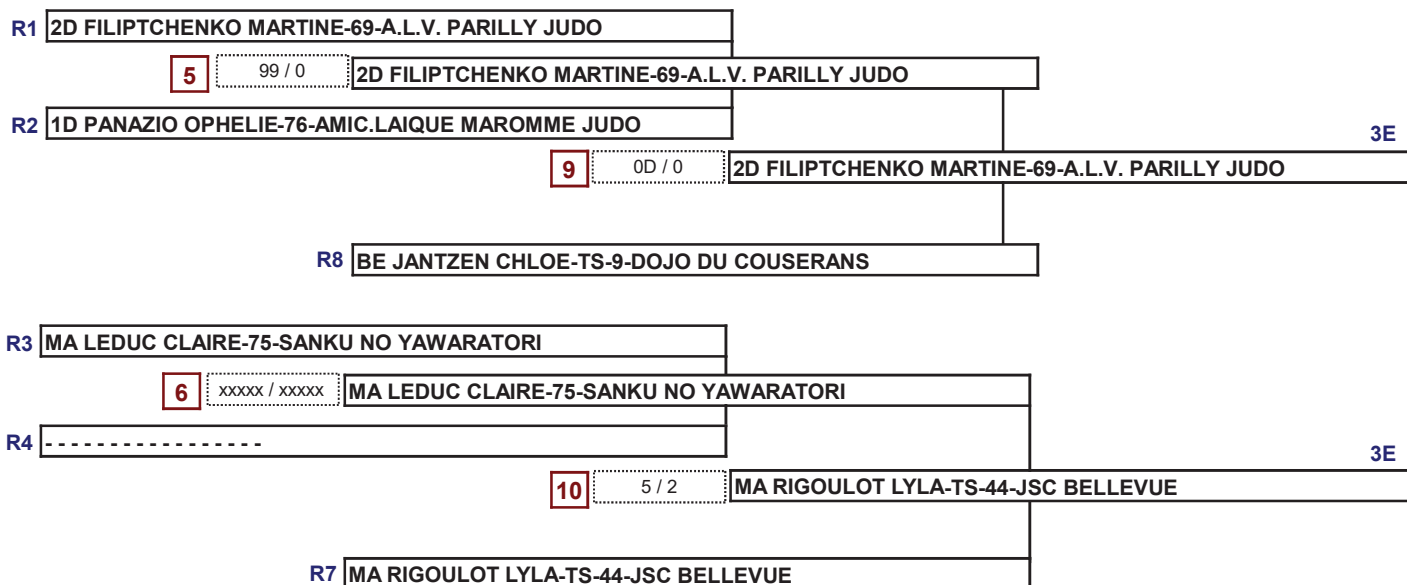 R1 2D FILIPTCHENKO MARTINE-69-A.L.V. PARILLY JUDO
5 99 / 0 2D FILIPTCHENKO MARTINE-69-A.L.V. PARILLY JUDO
R2 1D PANAZIO OPHELIE-76-AMIC.LAIQUE MAROMME JUDO
3E
9 0D / 0 2D FILIPTCHENKO MARTINE-69-A.L.V. PARILLY JUDO
R8 BE JANTZEN CHLOE-TS-9-DOJO DU COUSERANS
R3 MA LEDUC CLAIRE-75-SANKU NO YAWARATORI
6 xxxxx / xxxxx MA LEDUC CLAIRE-75-SANKU NO YAWARATORI
R4 - - - - - - - - - - - - - - - - -
3E
10 5 / 2 MA RIGOULOT LYLA-TS-44-JSC BELLEVUE
R7 MA RIGOULOT LYLA-TS-44-JSC BELLEVUE